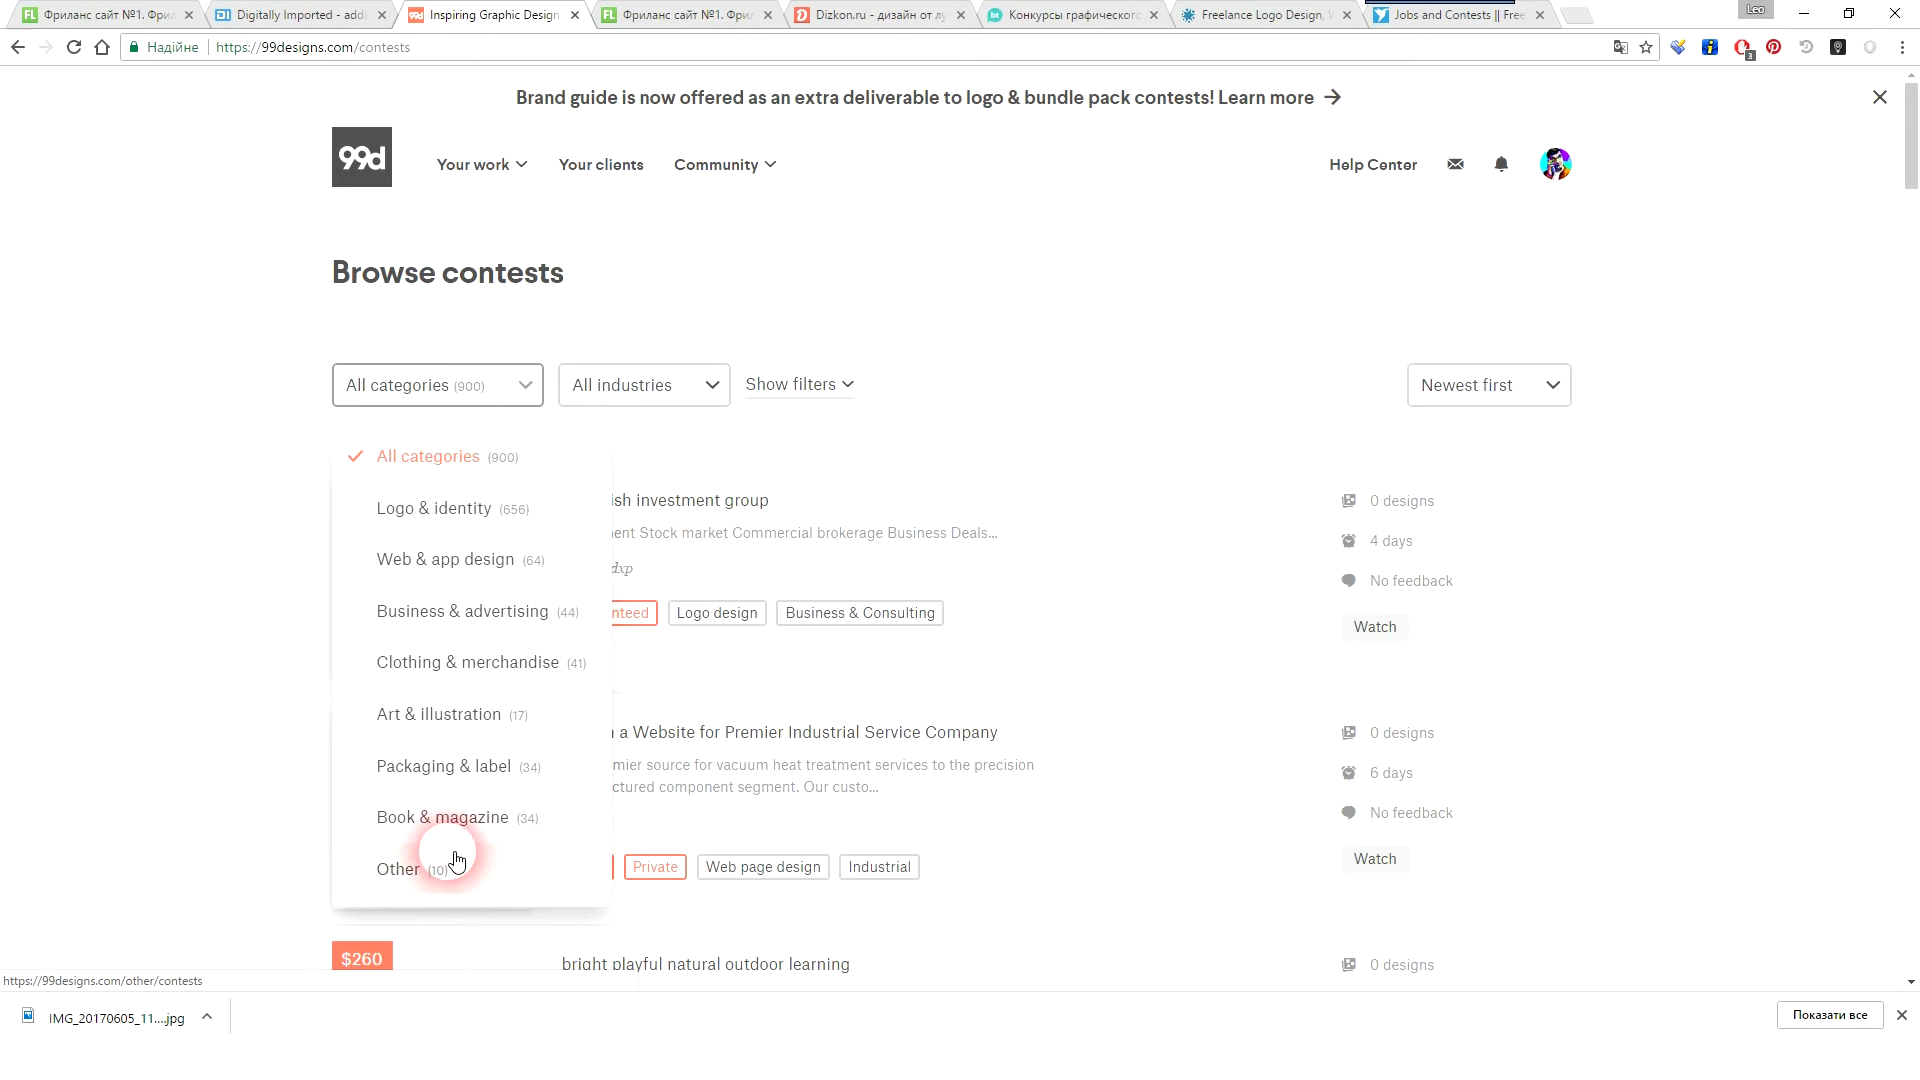 Фриланс сайт №1. Фрил
Digitally Imported - addi
Inspiring Graphic Design
Фриланс сайт №1. Фрил
Dizkon.ru - дизайн от лу
Конкурсы графического
Freelance Logo Design, W
Jobs and Contests || Free
Leo
Надійне
https://99designs.com/contests
3
Brand guide is now offered as an extra deliverable to logo & bundle pack contests! Learn more
99d
Your work
Your clients
Community
Help Center
Browse contests
All categories (900)
All industries
Show filters
Newest first
All categories (900)
Logo & identity (656)
Web & app design (64)
Business & advertising (44)
Clothing & merchandise (41)
Art & illustration (17)
Packaging & label (34)
Book & magazine (34)
Other (10)
ish investment group
ent Stock market Commercial brokerage Business Deals...
dxp
nteed
Logo design
Business & Consulting
0 designs
4 days
No feedback
Watch
a Website for Premier Industrial Service Company
mier source for vacuum heat treatment services to the precision
ctured component segment. Our custo...
Private
Web page design
Industrial
0 designs
6 days
No feedback
Watch
$260
bright playful natural outdoor learning
0 designs
https://99designs.com/other/contests
IMG_20170605_11....jpg
Показати все